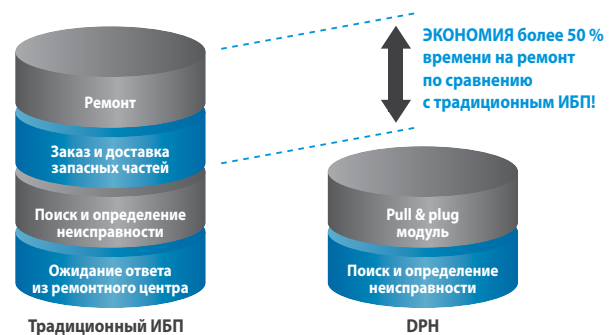 ЭКОНОМИЯ более 50 %
времени на ремонт
по сравнению
с традиционным ИБП!
Ремонт
Заказ и доставка
запасных частей
Поиск и определение
неисправности
Ожидание ответа
из ремонтного центра
Традиционный ИБП
Pull & plug
модуль
Поиск и определение
неисправности
DPH